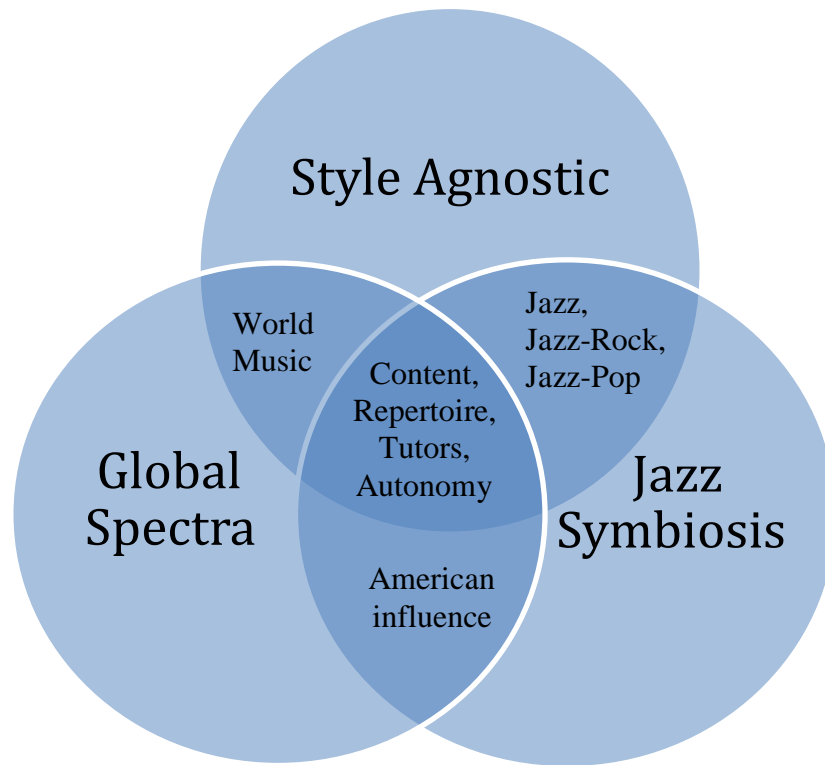 Style Agnostic
World
Music
Jazz,
Jazz-Rock,
Jazz-Pop
Content,
Repertoire,
Tutors,
Autonomy
Global
Spectra
Jazz
Symbiosis
American
influence